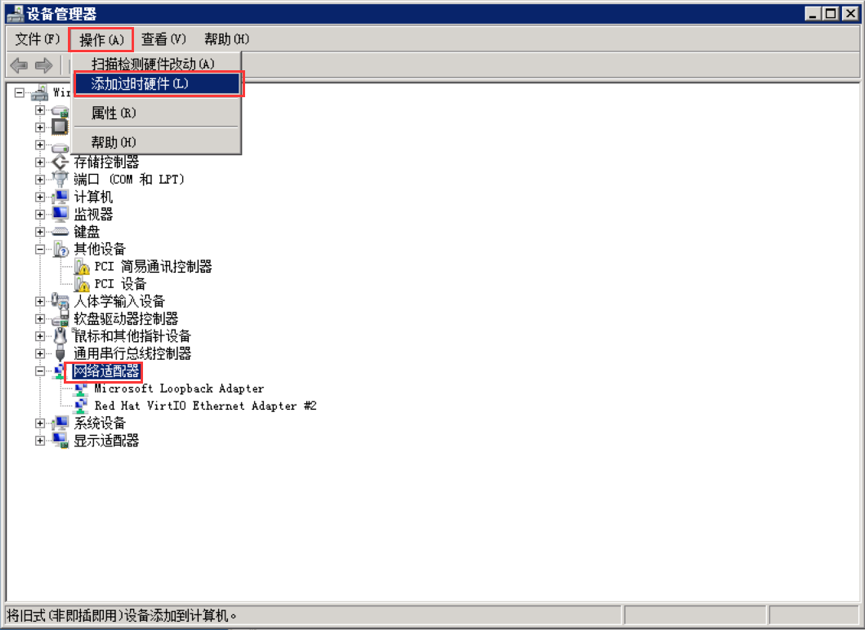 设备管理器
文件(F) 操作(A) 查看(V) 帮助(H)
扫描检测硬件改动(A)
添加过时硬件(L)
属性(R)
帮助(H)
存储控制器
端口 (COM 和 LPT)
计算机
监视器
键盘
其他设备
PCI 简易通讯控制器
PCI 设备
人体学输入设备
软盘驱动器控制器
鼠标和其他指针设备
通用串行总线控制器
网络适配器
Microsoft Loopback Adapter
Red Hat VirtIO Ethernet Adapter #2
系统设备
显示适配器
将旧式(非即插即用)设备添加到计算机。